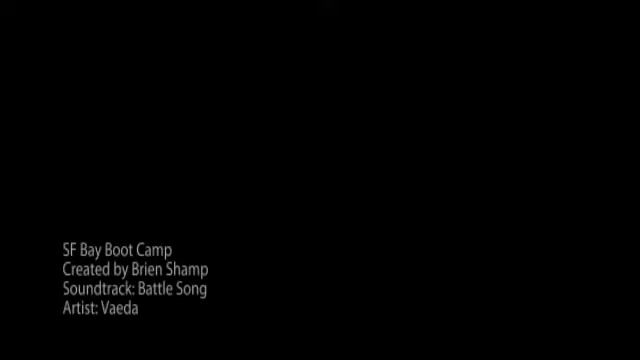 SF Bay Boot Camp
Created by Brien Shamp
Soundtrack: Battle Song
Artist: Vaeda